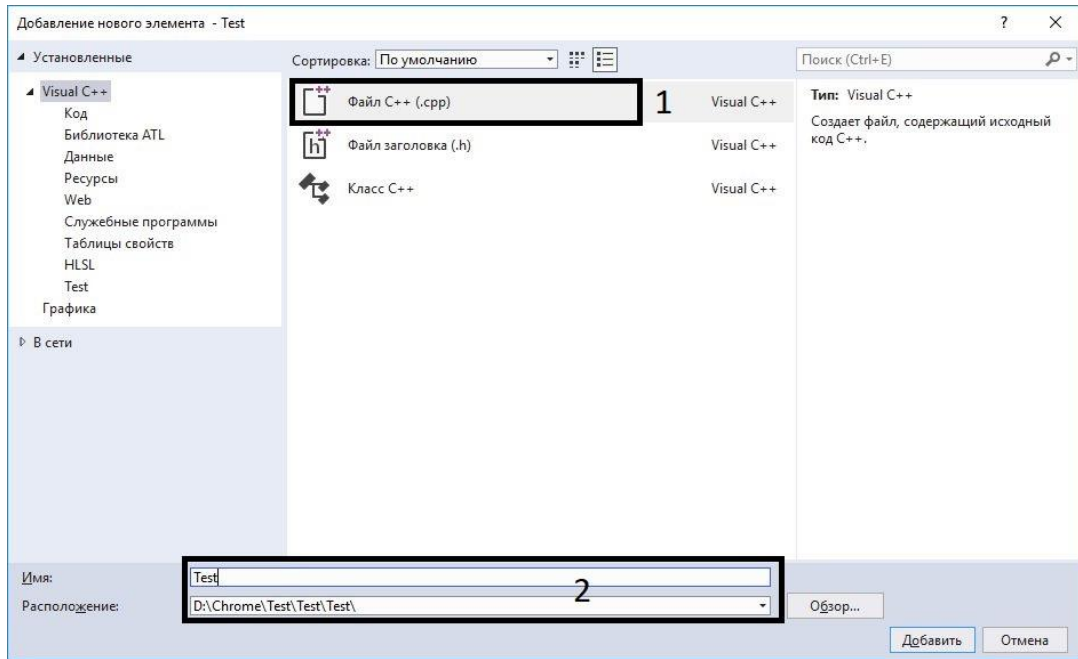 Добавление нового элемента - Test
? ×
Установленные
Сортировка: По умолчанию
Поиск (Ctrl+E)
Visual C++
Код
Библиотека ATL
Данные
Ресурсы
Web
Служебные программы
Таблицы свойств
HLSL
Test
Графика
В сети
Файл C++ (.cpp) 1 Visual C++
Файл заголовка (.h) Visual C++
Класс C++ Visual C++
Тип: Visual C++
Создает файл, содержащий исходный
код C++.
Имя: Test
2
Расположение: D:\Chrome\Test\Test\Test\
Обзор...
Добавить Отмена